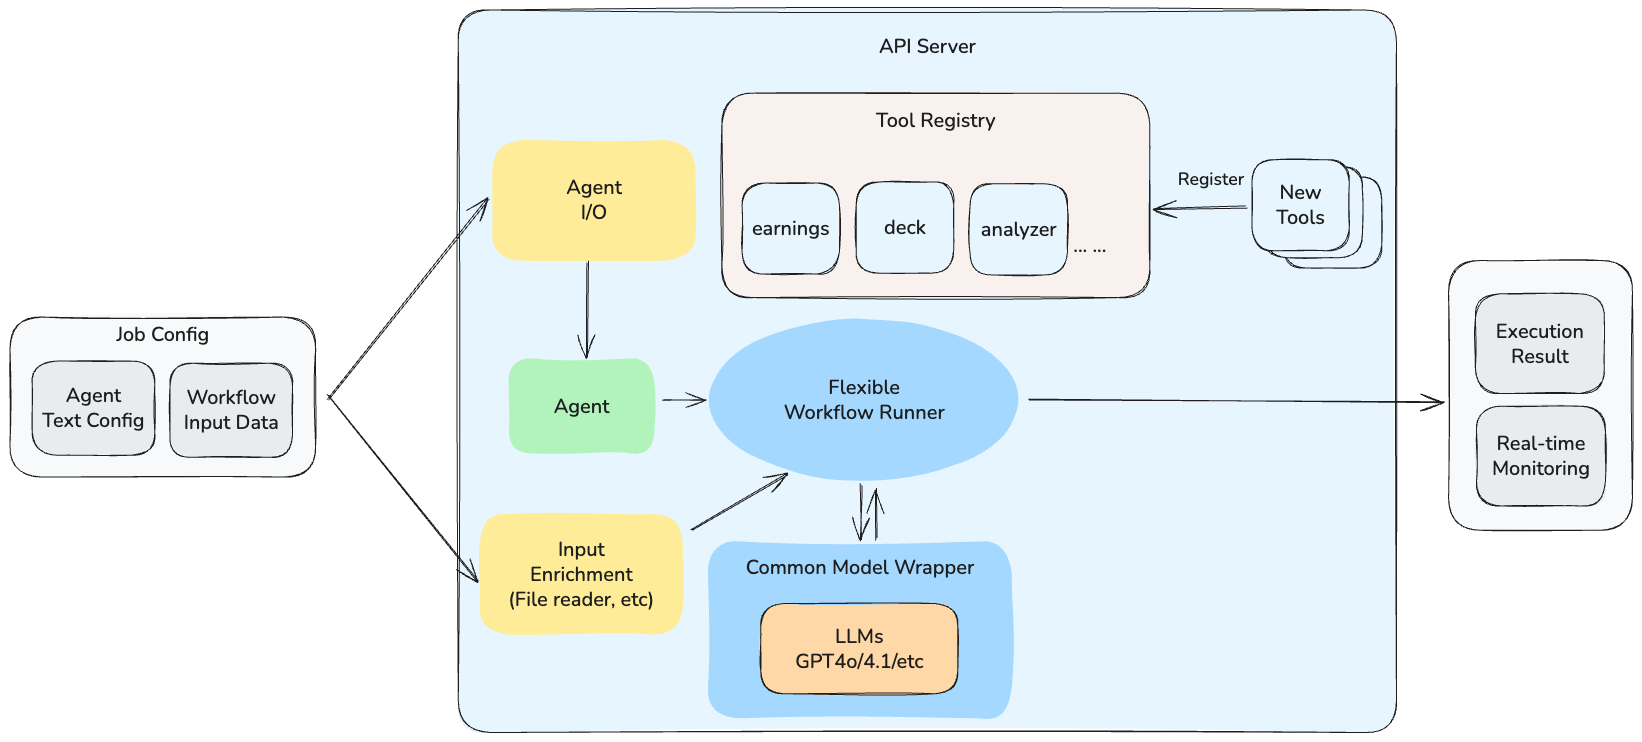 API Server
Tool Registry
Agent
I/O
earnings
deck
analyzer
... ...
Register
New
Tools
Job Config
Agent
Text Config
Workflow
Input Data
Agent
Flexible
Workflow Runner
Execution
Result
Real-time
Monitoring
Input
Enrichment
(File reader, etc)
Common Model Wrapper
LLMs
GPT4o/4.1/etc